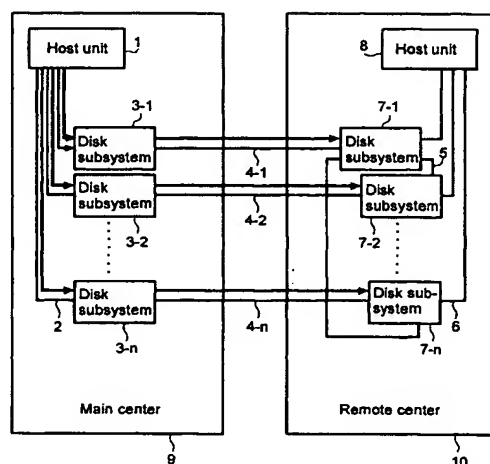 1
Host unit
8
Host unit
3-1
Disk
subsystem
7-1
Disk
subsystem
5
4-1
Disk
subsystem
3-2
4-2
Disk
subsystem
7-2
Disk
subsystem
2
3-n
4-n
Disk sub-
system
6
7-n
Main center
Remote center
9
10